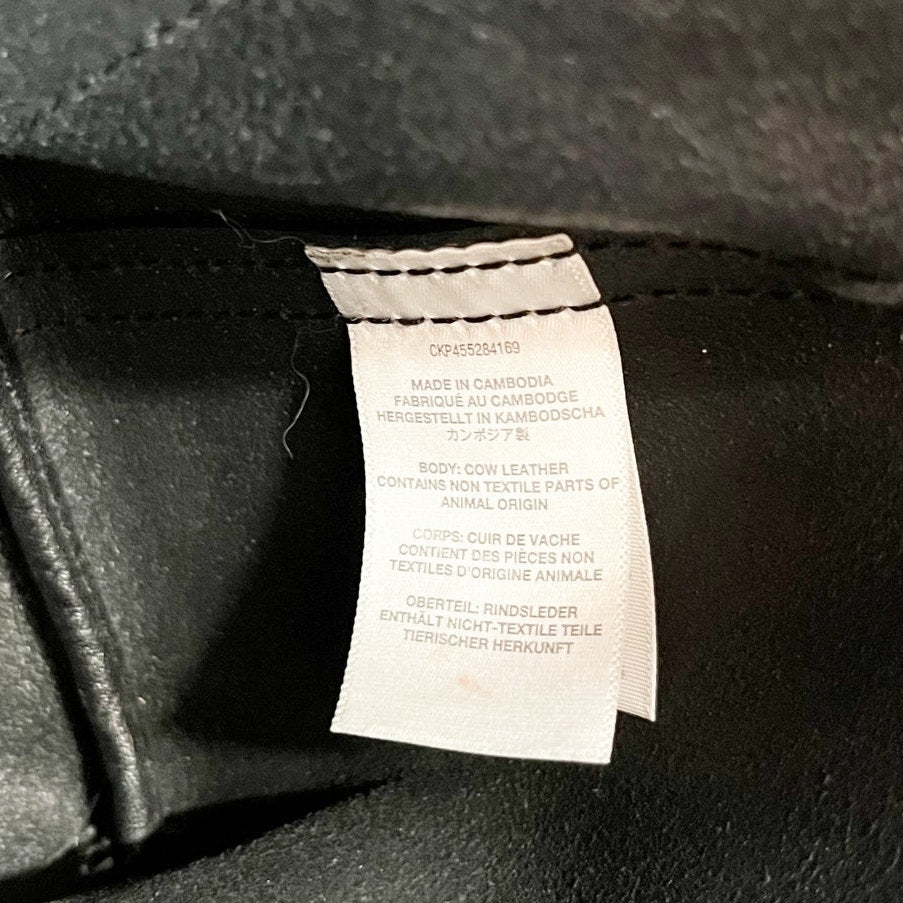 CKP455284169
MADE IN CAMBODIA
FABRIQUÉ AU CAMBODGE
HERGESTELLT IN KAMBODSCHA
カンボジア製
BODY: COW LEATHER
CONTAINS NON TEXTILE PARTS OF
ANIMAL ORIGIN
CORPS: CUIR DE VACHE
CONTIENT DES PIÈCES NON
TEXTILES D'ORIGINE ANIMALE
OBERTEIL: RINDSLEDER
ENTHÄLT NICHT-TEXTILE TEILE
TIERISCHER HERKUNFT